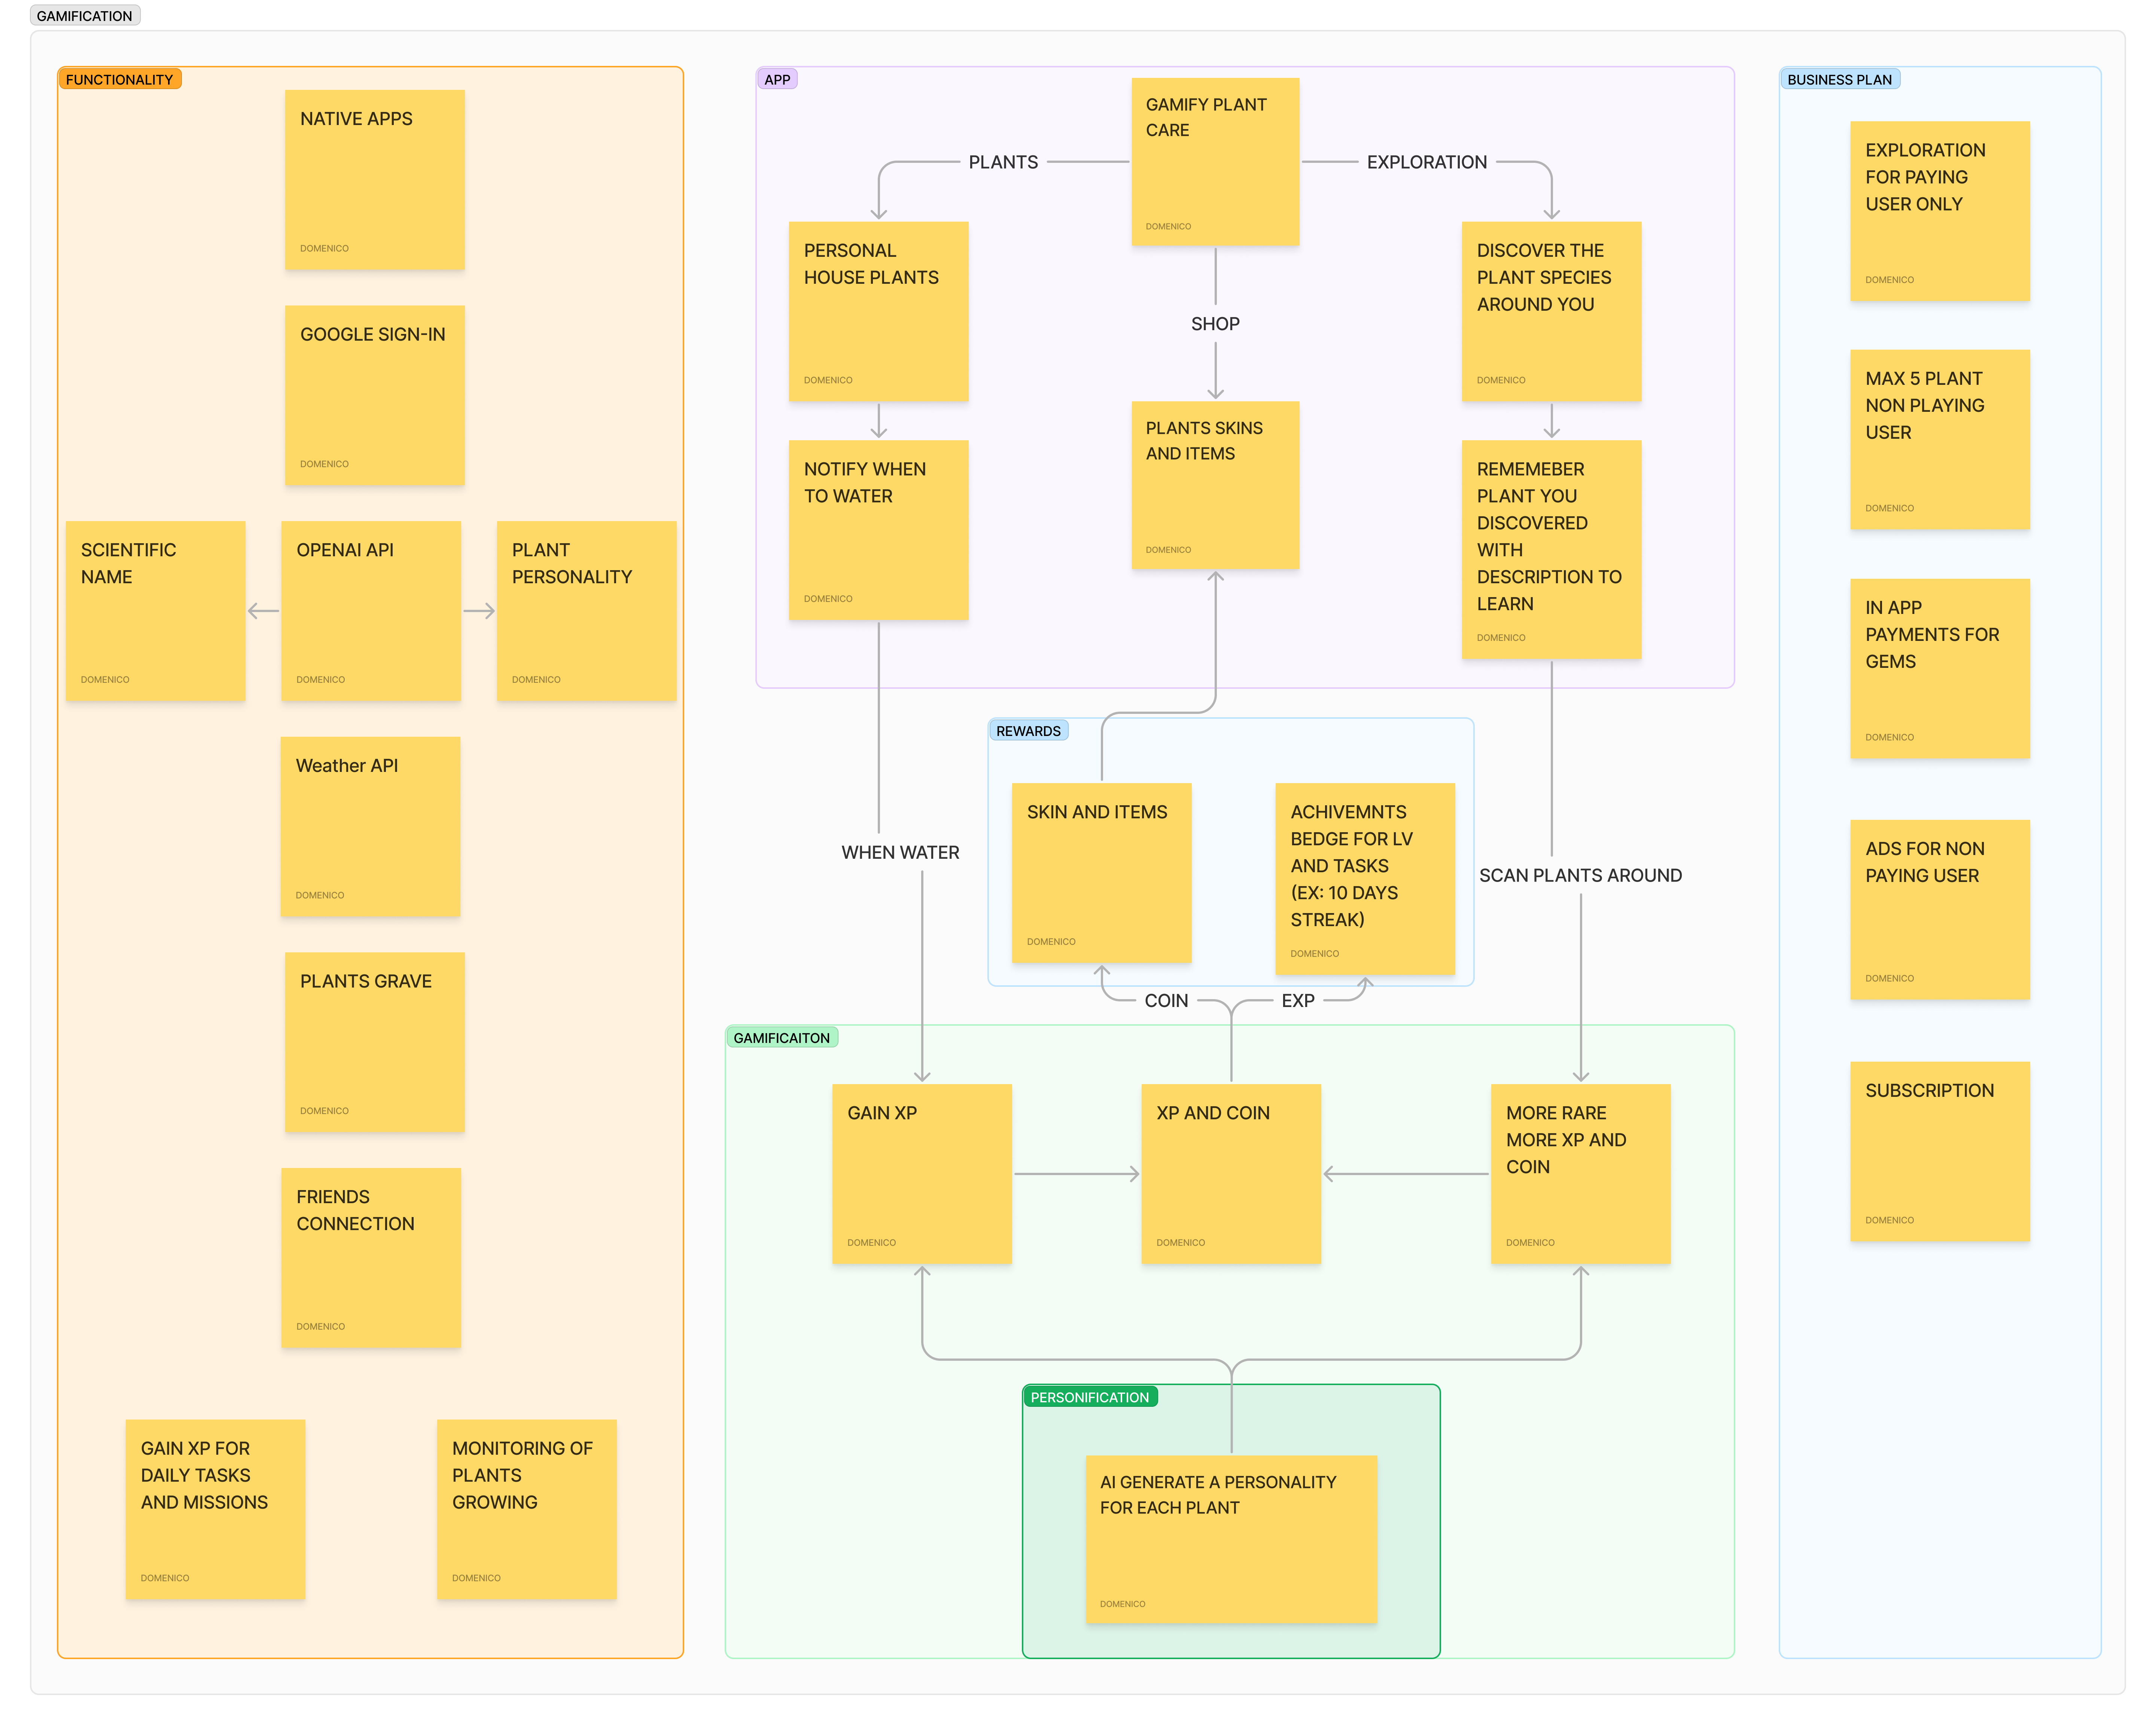 GAMIFICATION
FUNCTIONALITY
NATIVE APPS
DOMENICO
GOOGLE SIGN-IN
DOMENICO
SCIENTIFIC
NAME
DOMENICO
OPENAI API
DOMENICO
PLANT
PERSONALITY
DOMENICO
Weather API
DOMENICO
PLANTS GRAVE
DOMENICO
FRIENDS
CONNECTION
DOMENICO
GAIN XP FOR
DAILY TASKS
AND MISSIONS
DOMENICO
MONITORING OF
PLANTS
GROWING
DOMENICO
APP
GAMIFY PLANT
CARE
DOMENICO
PLANTS
EXPLORATION
SHOP
PERSONAL
HOUSE PLANTS
DOMENICO
NOTIFY WHEN
TO WATER
DOMENICO
PLANTS SKINS
AND ITEMS
DOMENICO
DISCOVER THE
PLANT SPECIES
AROUND YOU
DOMENICO
REMEMEBER
PLANT YOU
DISCOVERED
WITH
DESCRIPTION TO
LEARN
DOMENICO
WHEN WATER
SCAN PLANTS AROUND
REWARDS
SKIN AND ITEMS
DOMENICO
ACHIVEMNTS
BEDGE FOR LV
AND TASKS
(EX: 10 DAYS
STREAK)
DOMENICO
COIN
EXP
GAMIFICAITON
GAIN XP
DOMENICO
XP AND COIN
DOMENICO
MORE RARE
MORE XP AND
COIN
DOMENICO
PERSONIFICATION
AI GENERATE A PERSONALITY
FOR EACH PLANT
DOMENICO
BUSINESS PLAN
EXPLORATION
FOR PAYING
USER ONLY
DOMENICO
MAX 5 PLANT
NON PLAYING
USER
DOMENICO
IN APP
PAYMENTS FOR
GEMS
DOMENICO
ADS FOR NON
PAYING USER
DOMENICO
SUBSCRIPTION
DOMENICO